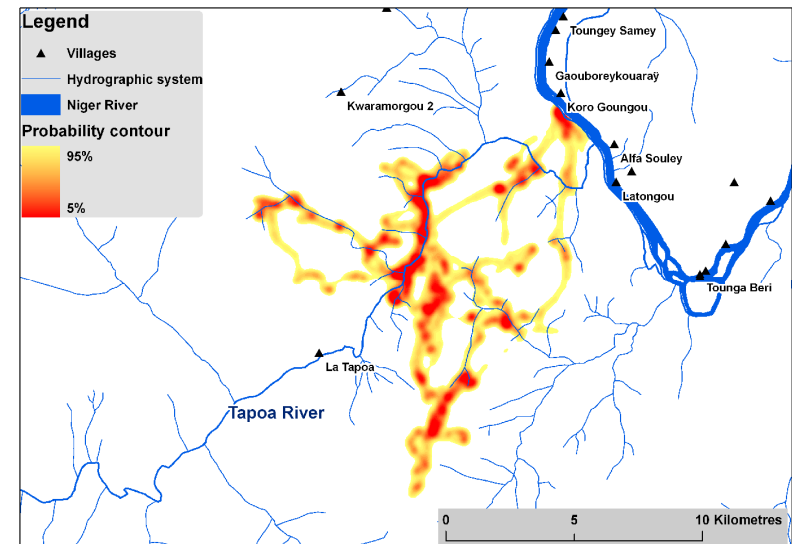 Legend
Villages
Hydrographic system
Niger River
Probability contour
95%
5%
Toungey Samey
Gaouboreykouaraÿ
Kwaramorgou 2
Koro Goungou
Alfa Souley
Latongou
Tounga Beri
La Tapoa
Tapoa River
0 5 10 Kilometres